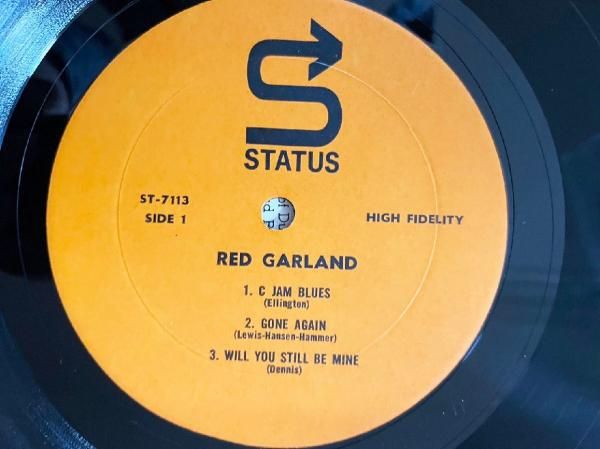 STATUS
ST-7113
SIDE 1
HIGH FIDELITY
RED GARLAND
1. C JAM BLUES
(Ellington)
2. GONE AGAIN
(Lewis-Hansen-Hammer)
3. WILL YOU STILL BE MINE
(Dennis)